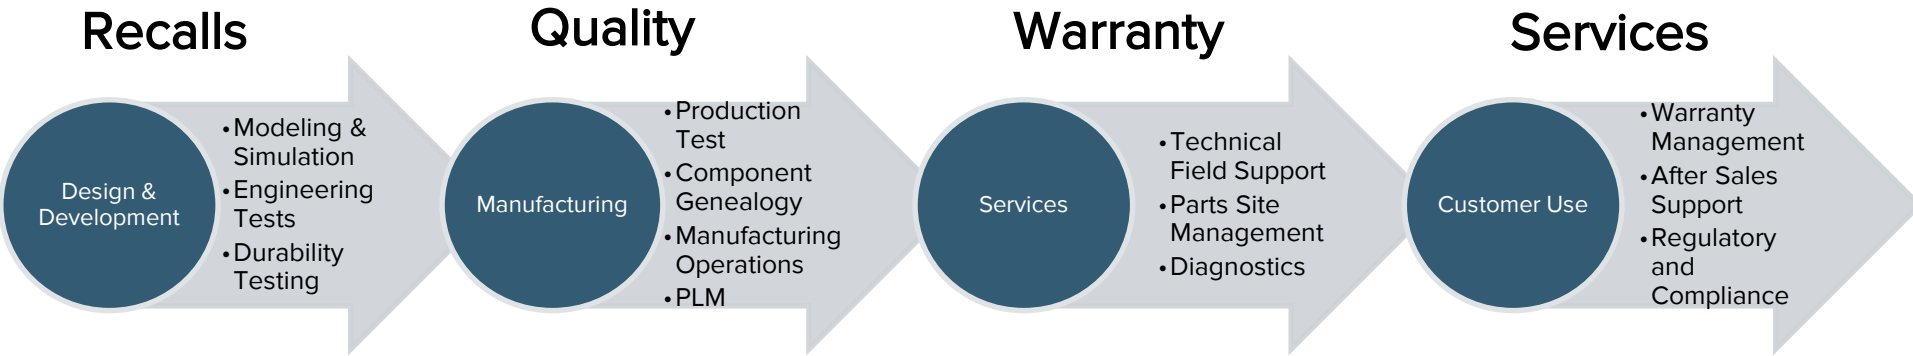 Recalls
Design &
Development
•Modeling &
Simulation
•Engineering
Tests
•Durability
Testing
Quality
Manufacturing
•Production
Test
•Component
Genealogy
•Manufacturing
Operations
•PLM
Warranty
Services
•Technical
Field Support
•Parts Site
Management
•Diagnostics
Services
Customer Use
•Warranty
Management
•After Sales
Support
•Regulatory
and
Compliance